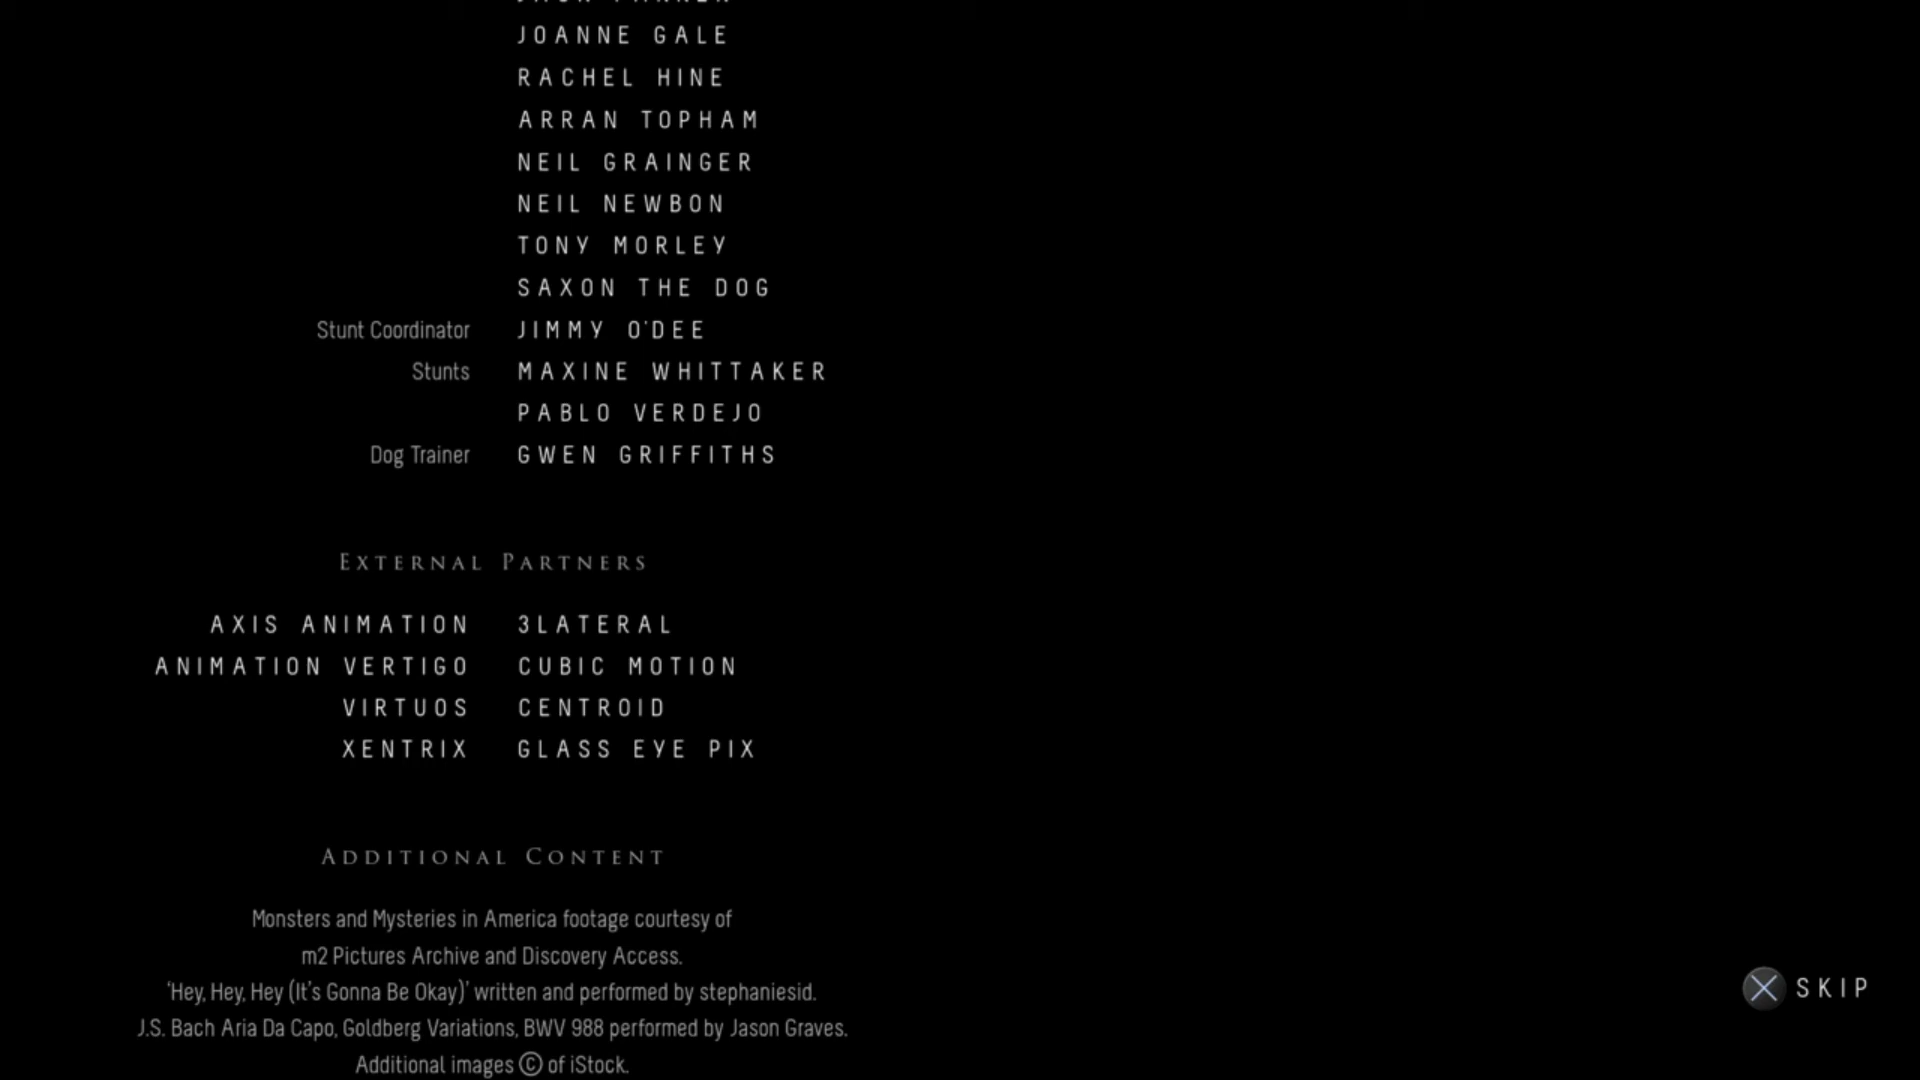 JOANNE GALE
RACHEL HINE
ARRAN TOPHAM
NEIL GRAINGER
NEIL NEWBON
TONY MORLEY
SAXON THE DOG
Stunt Coordinator JIMMY O'DEE
Stunts MAXINE WHITTAKER
PABLO VERDEJO
Dog Trainer GWEN GRIFFITHS
EXTERNAL PARTNERS
AXIS ANIMATION 3LATERAL
ANIMATION VERTIGO CUBIC MOTION
VIRTUOS CENTROID
XENTRIX GLASS EYE PIX
ADDITIONAL CONTENT
Monsters and Mysteries in America footage courtesy of
m2 Pictures Archive and Discovery Access.
'Hey, Hey, Hey (It's Gonna Be Okay)' written and performed by stephaniesid.
J.S. Bach Aria Da Capo, Goldberg Variations, BWV 988 performed by Jason Graves.
Additional images © of iStock.
SKIP